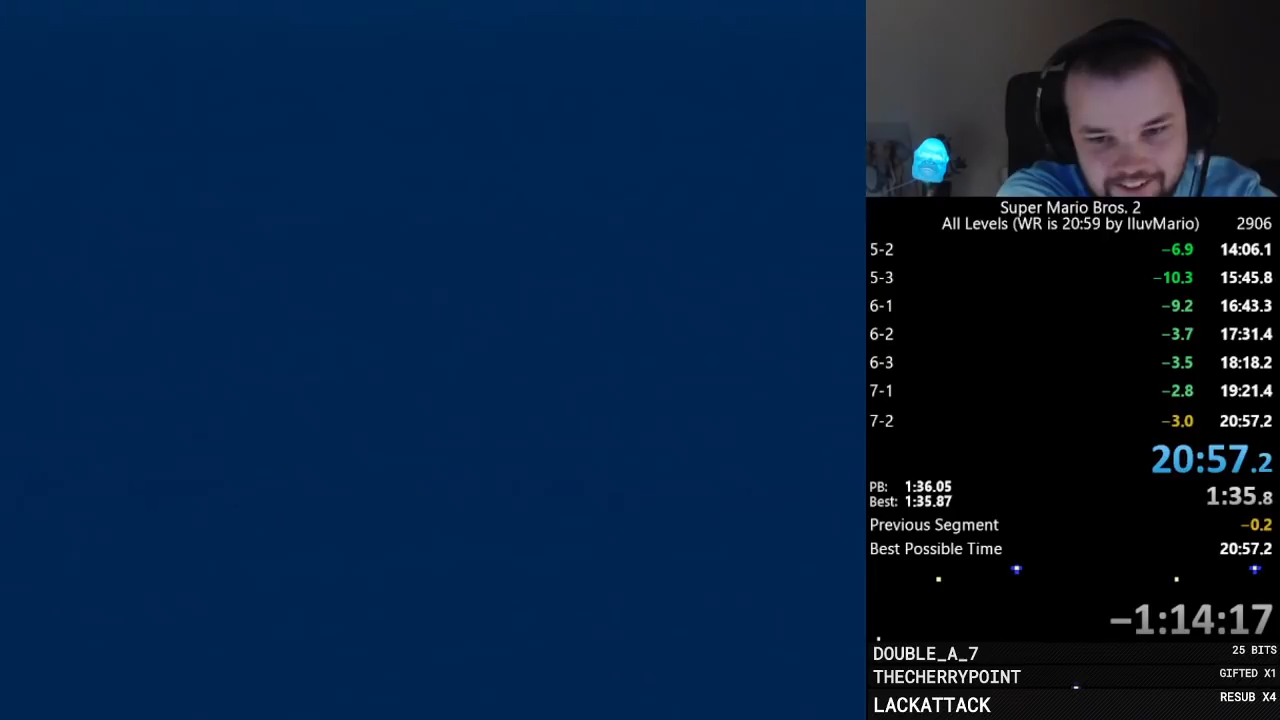 Super Mario Bros. 2
All Levels (WR is 20:59 by IluvMario) 2906
5-2 −6.9 14:06.1
5-3 −10.3 15:45.8
6-1 −9.2 16:43.3
6-2 −3.7 17:31.4
6-3 −3.5 18:18.2
7-1 −2.8 19:21.4
7-2 −3.0 20:57.2
20:57.2
PB: 1:36.05
Best: 1:35.87
1:35.8
Previous Segment −0.2
Best Possible Time 20:57.2
−1:14:17
DOUBLE_A_7 25 BITS
THECHERRYPOINT GIFTED X1
LACKATTACK RESUB X4